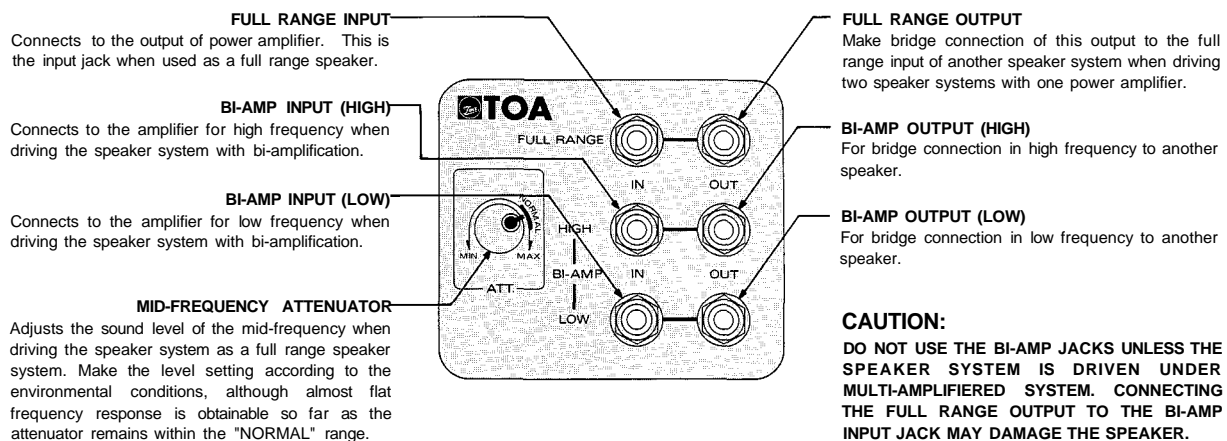 FULL RANGE INPUT
Connects to the output of power amplifier. This is
the input jack when used as a full range speaker.
BI-AMP INPUT (HIGH)
Connects to the amplifier for high frequency when
driving the speaker system with bi-amplification.
BI-AMP INPUT (LOW)
Connects to the amplifier for low frequency when
driving the speaker system with bi-amplification.
MID-FREQUENCY ATTENUATOR
Adjusts the sound level of the mid-frequency when
driving the speaker system as a full range speaker
system. Make the level setting according to the
environmental conditions, although almost flat
frequency response is obtainable so far as the
attenuator remains within the "NORMAL" range.
TOA
FULL RANGE
IN OUT
NORMAL
MIN MAX
ATT.
HIGH
BI-AMP
IN OUT
LOW
FULL RANGE OUTPUT
Make bridge connection of this output to the full
range input of another speaker system when driving
two speaker systems with one power amplifier.
BI-AMP OUTPUT (HIGH)
For bridge connection in high frequency to another
speaker.
BI-AMP OUTPUT (LOW)
For bridge connection in low frequency to another
speaker.
CAUTION:
DO NOT USE THE BI-AMP JACKS UNLESS THE
SPEAKER SYSTEM IS DRIVEN UNDER
MULTI-AMPLIFIERED SYSTEM. CONNECTING
THE FULL RANGE OUTPUT TO THE BI-AMP
INPUT JACK MAY DAMAGE THE SPEAKER.